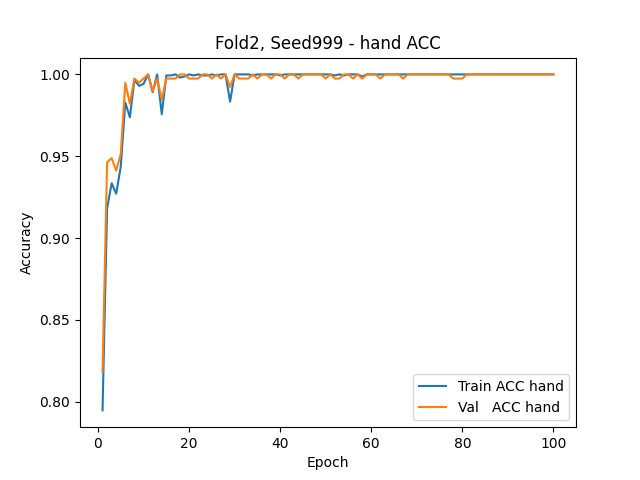 Fold2, Seed999 - hand ACC
1.00
0.95
0.90
0.85
0.80
Accuracy
0 20 40 60 80 100
Epoch
Train ACC hand
Val   ACC hand